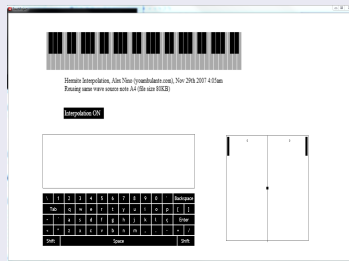 Hermite Interpolation, Alex Nino (yoambulante.com), Nov 29th 2007 4:05am
Reusing same wave source note A4 (file size 80KB)
Interpolation ON
\ 1 2 3 4 5 6 7 8 9 0 ' Backspace
Tab q w e r t y u i o p [ ]
a s d f g h j k l Enter
z x c v b n m , . - + /
Shift Space Shift